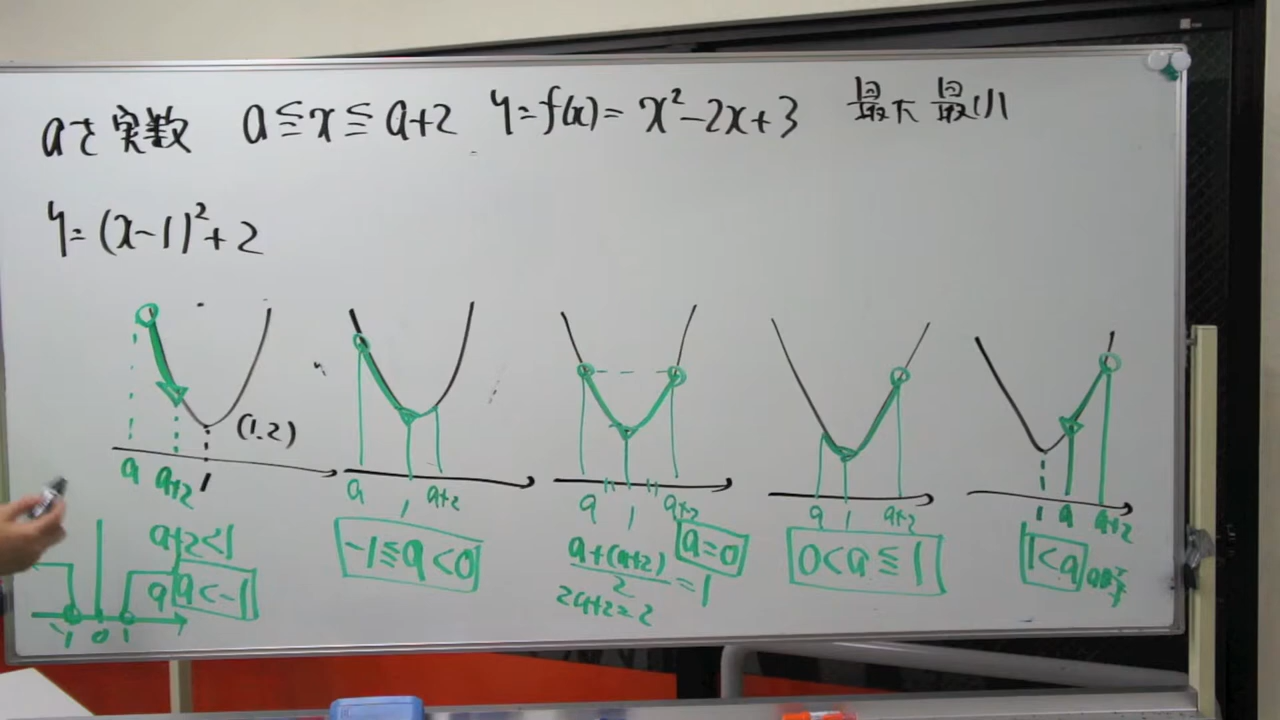 aを実数 a≦x≦a+2 y=f(x)=x²-2x+3 最大 最小
y=(x-1)²+2
(1.2)
a a+2 1
a 1 a+2
a 1 a+2
a 1 a+2
1 a a+2
a+2<1
a<-1
-1≦a<0
a+(a+2)/2=1
2a+2=2
a=0
0<a≦1
1<a
-1 0 1